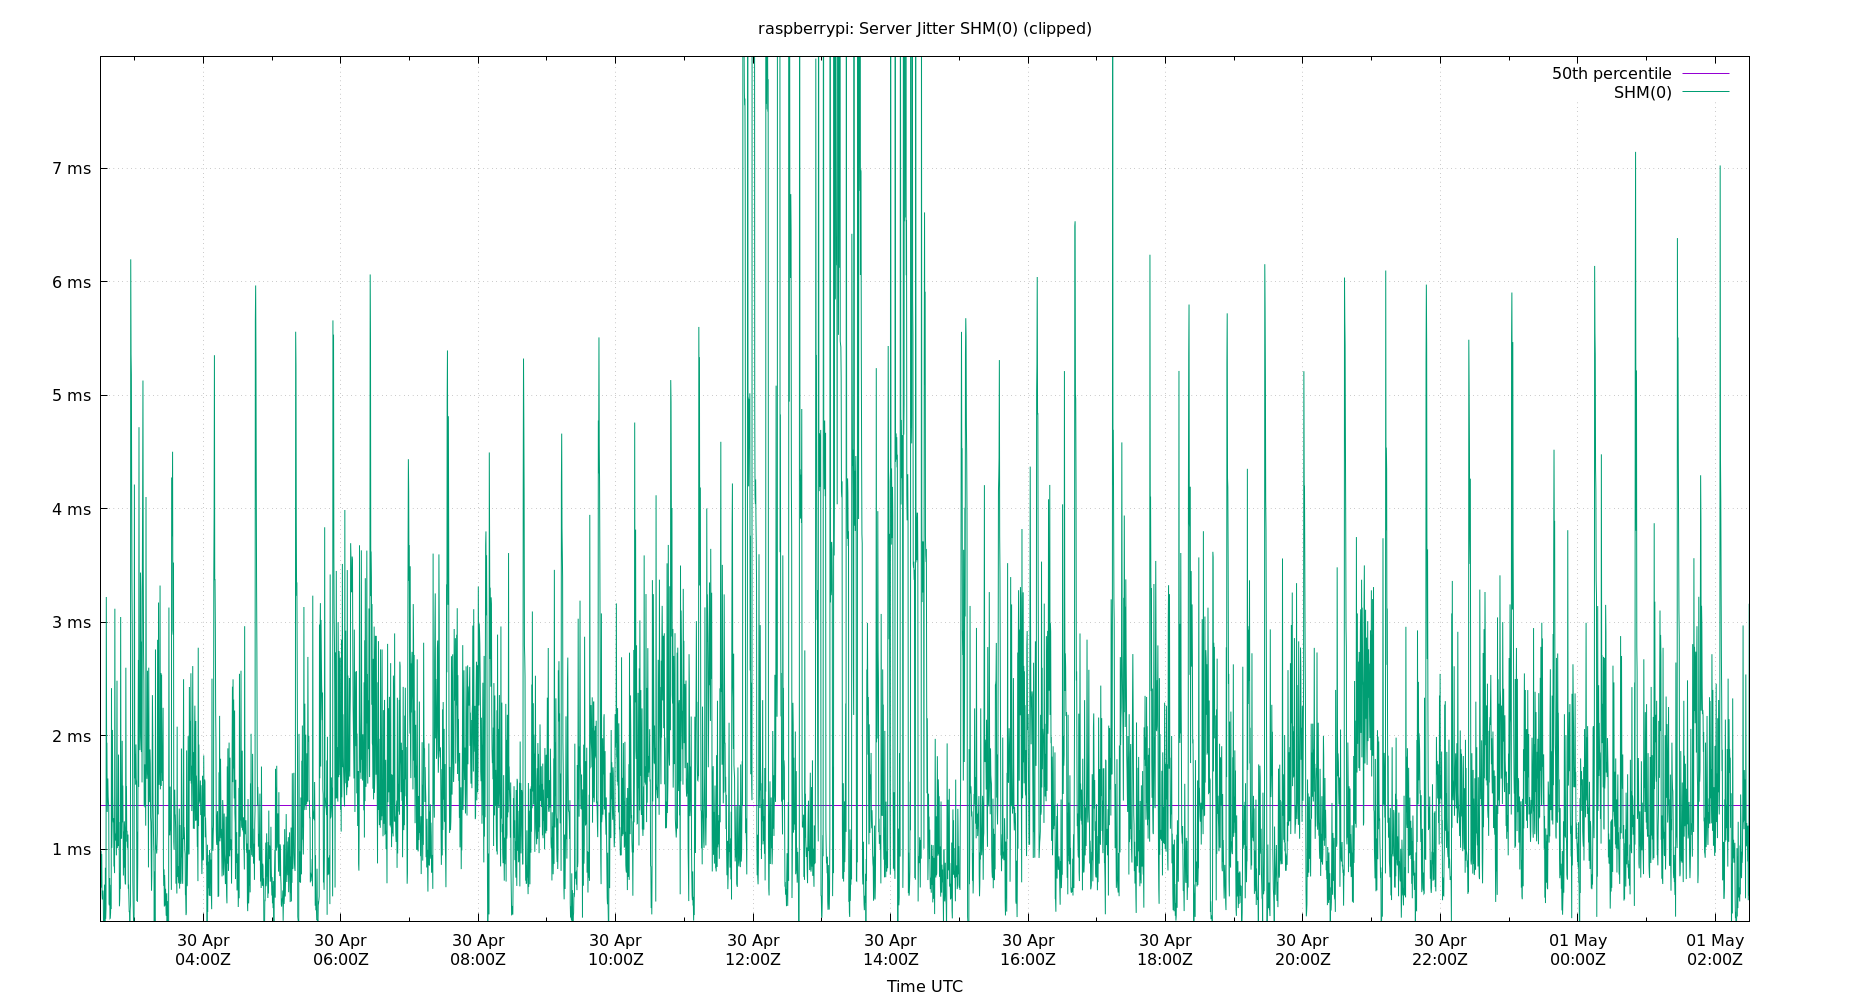 raspberrypi: Server Jitter SHM(0) (clipped)
50th percentile
SHM(0)
7 ms
6 ms
5 ms
4 ms
3 ms
2 ms
1 ms
30 Apr 30 Apr 30 Apr 30 Apr 30 Apr 30 Apr 30 Apr 30 Apr 30 Apr 30 Apr 01 May 01 May
04:00Z 06:00Z 08:00Z 10:00Z 12:00Z 14:00Z 16:00Z 18:00Z 20:00Z 22:00Z 00:00Z 02:00Z
Time UTC